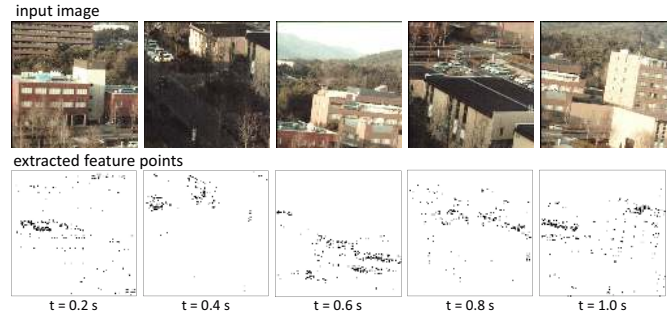 input image
extracted feature points
t = 0.2 s
t = 0.4 s
t = 0.6 s
t = 0.8 s
t = 1.0 s